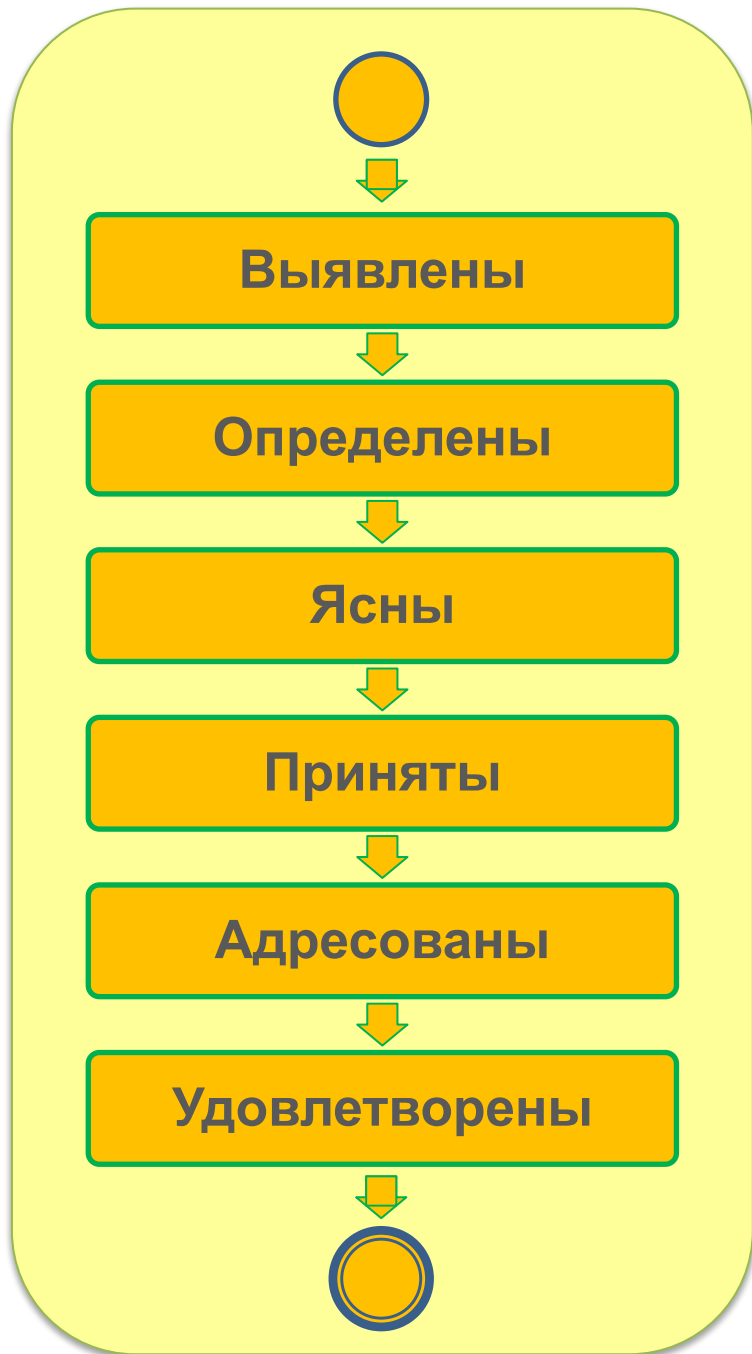 Выявлены
Определены
Ясны
Приняты
Адресованы
Удовлетворены